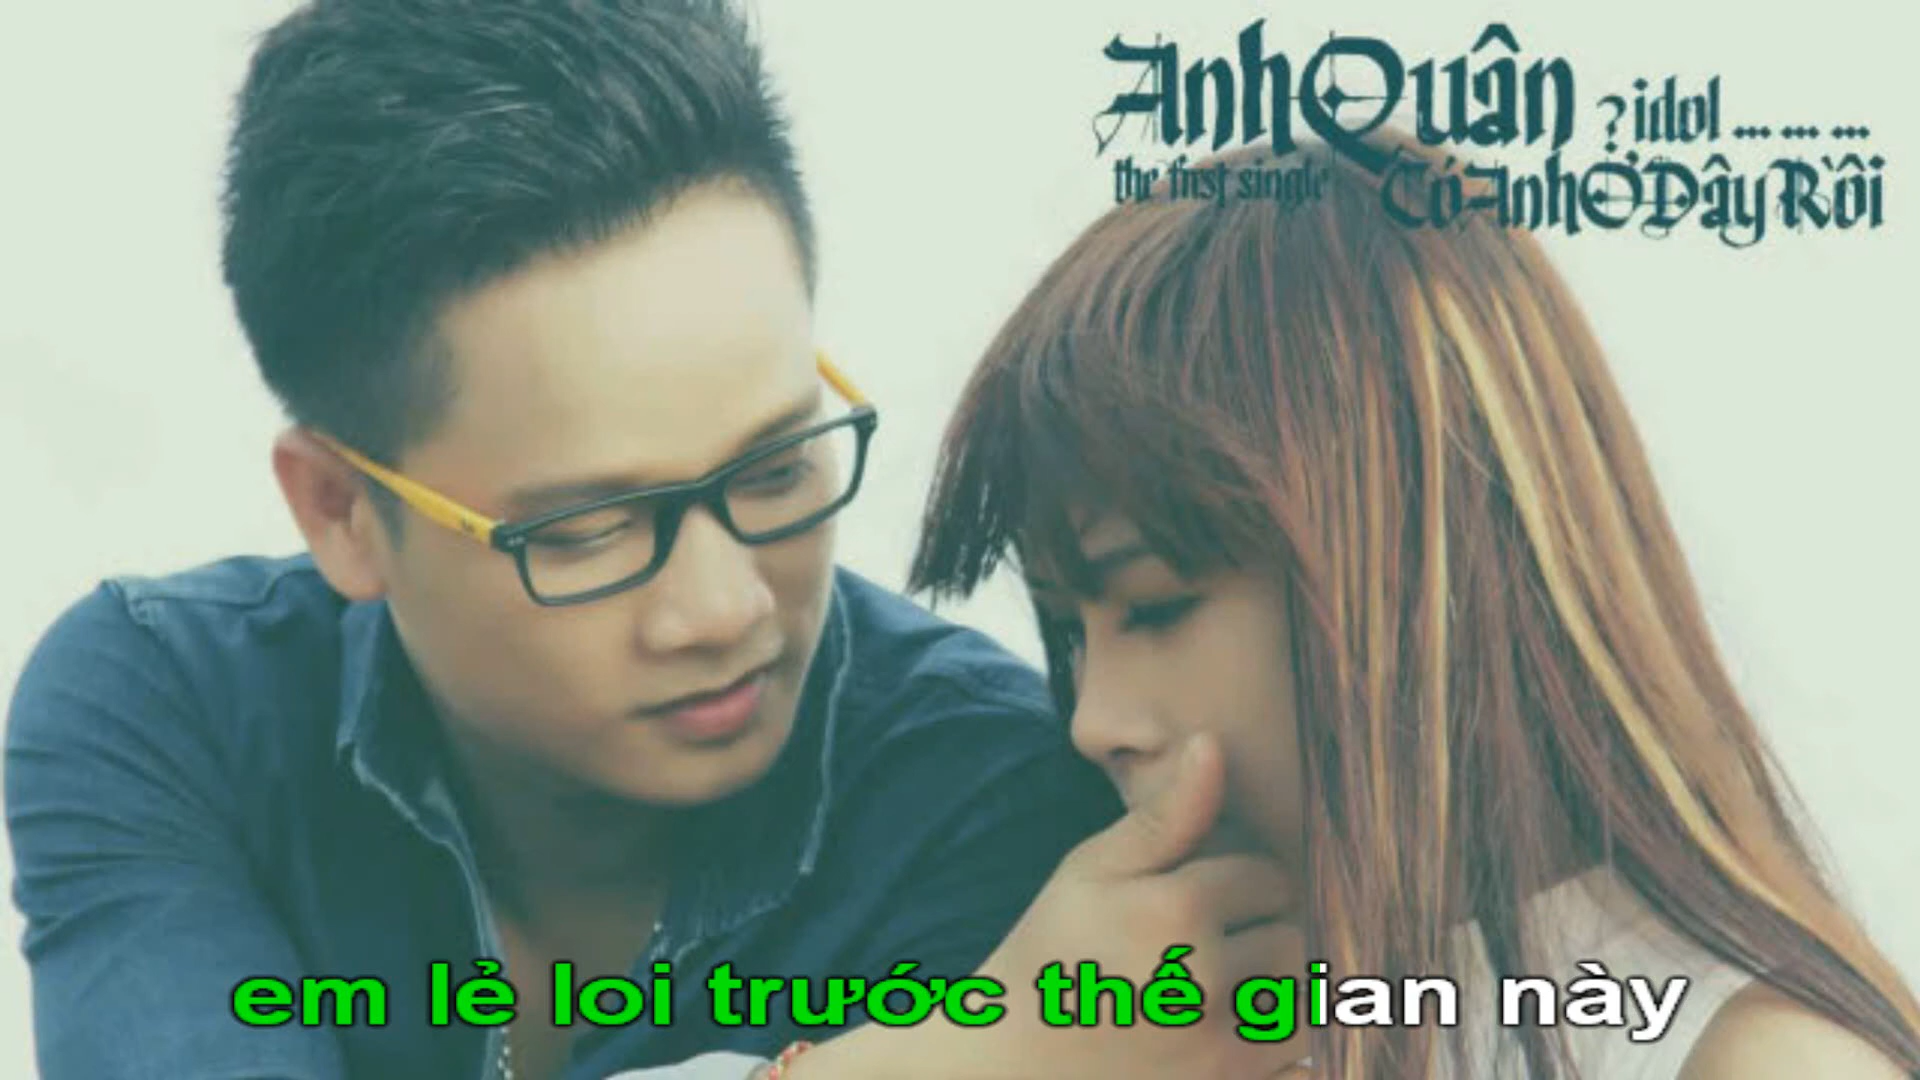 Anh Quân ?idol ... ... ...
the first single Có Anh Ở Đây Rồi
em lẻ loi trước thế gian này